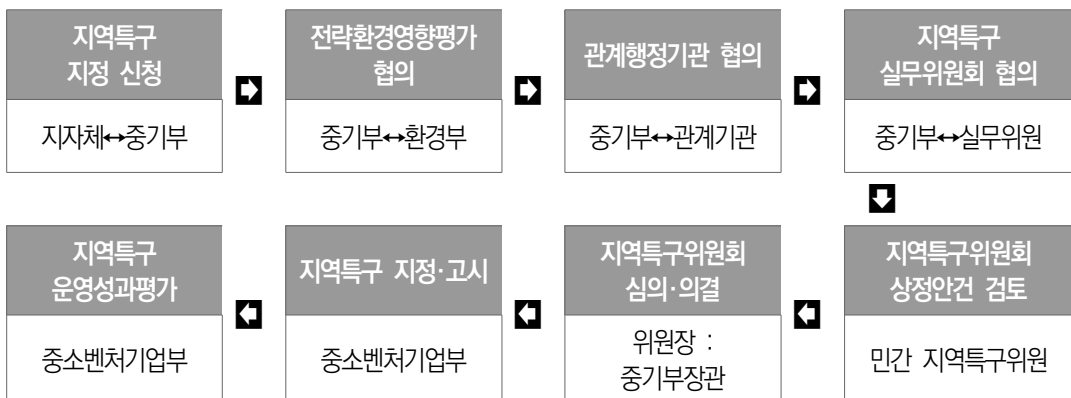 지역특구
지정 신청
지자체↔중기부
전략환경영향평가
협의
중기부↔환경부
관계행정기관 협의
중기부↔관계기관
지역특구
실무위원회 협의
중기부↔실무위원
지역특구위원회
상정안건 검토
민간 지역특구위원
지역특구위원회
심의·의결
위원장 :
중기부장관
지역특구 지정·고시
중소벤처기업부
지역특구
운영성과평가
중소벤처기업부